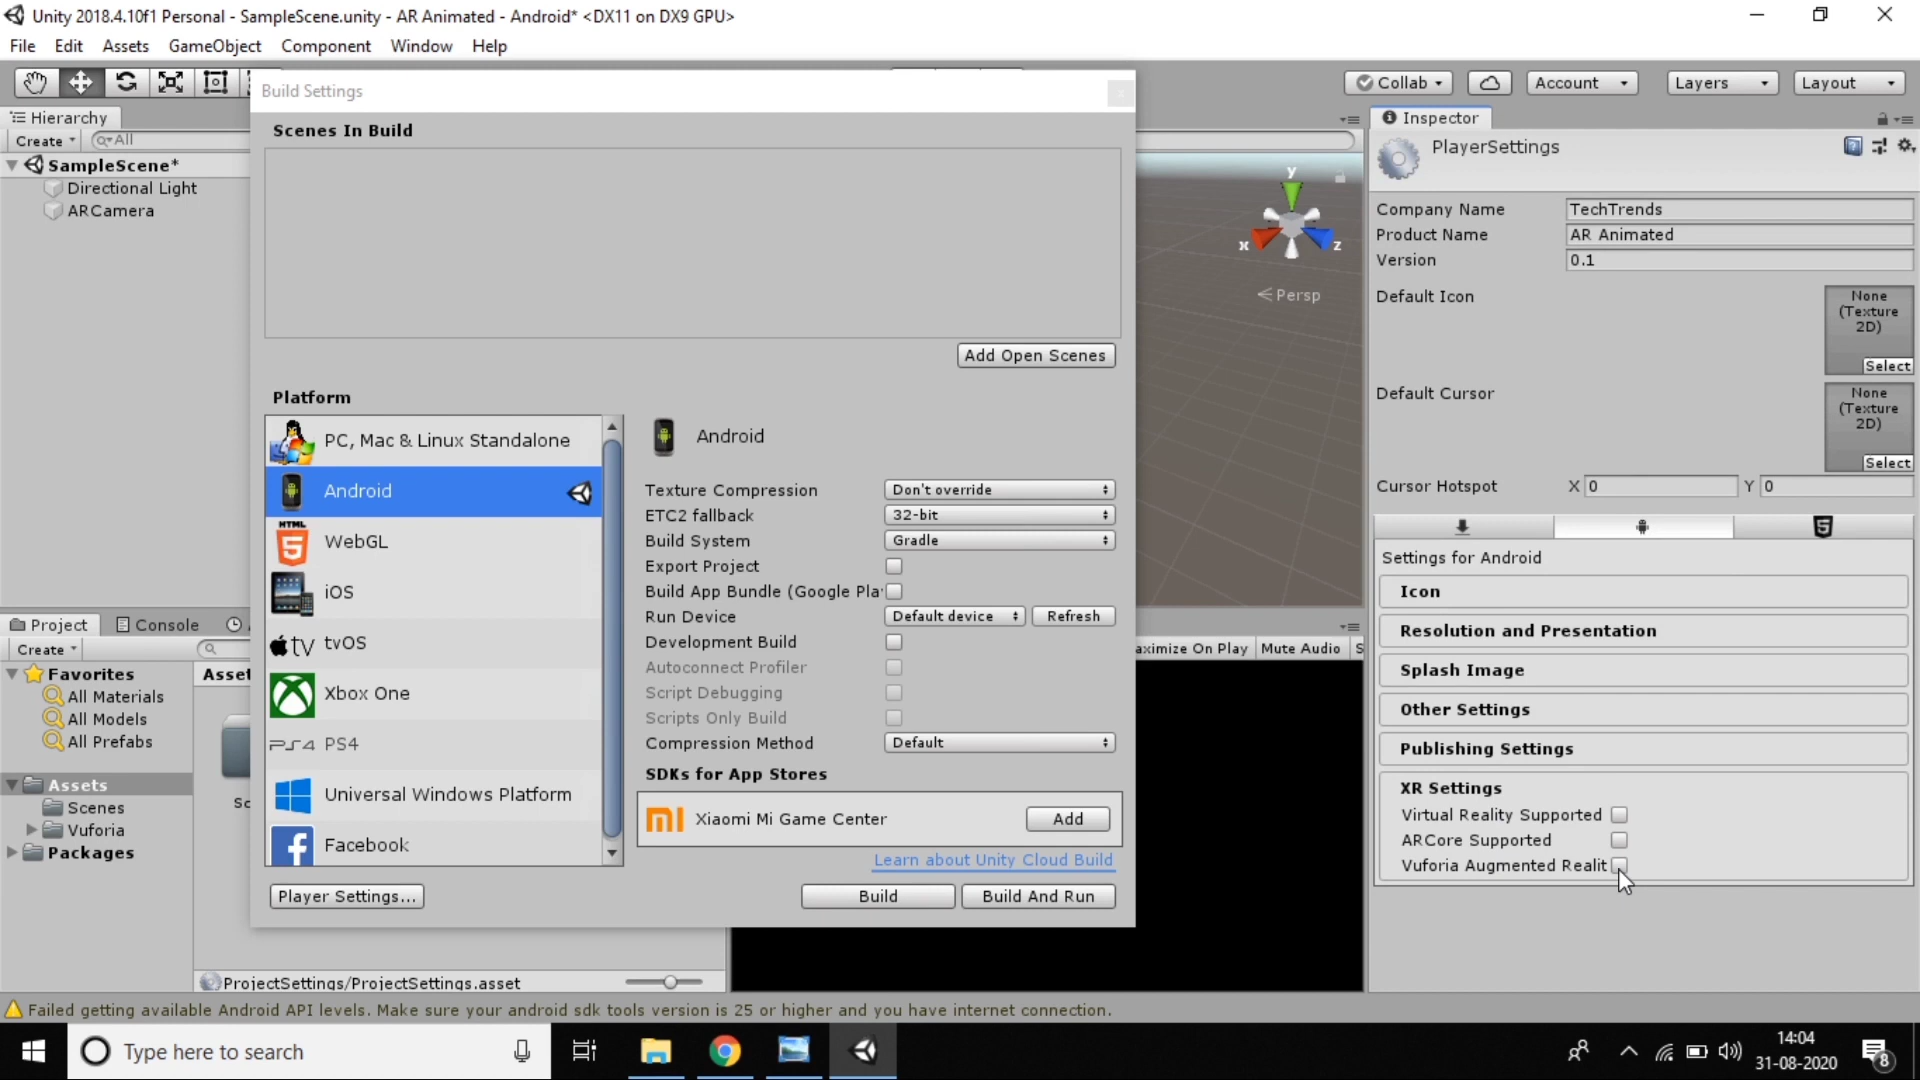 Unity 2018.4.10f1 Personal - SampleScene.unity - AR Animated - Android* <DX11 on DX9 GPU>
File Edit Assets GameObject Component Window Help
Collab Account Layers Layout
Build Settings
Hierarchy
Create All
SampleScene*
Directional Light
ARCamera
Scenes In Build
Add Open Scenes
Platform
PC, Mac & Linux Standalone
Android
HTML
5
WebGL
iOS
tv
tvOS
Xbox One
PS4
PS4
Universal Windows Platform
f
Facebook
Player Settings...
Android
Texture Compression Don't override
ETC2 fallback 32-bit
Build System Gradle
Export Project
Build App Bundle (Google Pla
Run Device Default device Refresh
Development Build
Autoconnect Profiler
Script Debugging
Scripts Only Build
Compression Method Default
SDKs for App Stores
Xiaomi Mi Game Center Add
Learn about Unity Cloud Build
Build Build And Run
y
x z
Persp
aximize On Play Mute Audio S
Project Console
Create
Favorites Asset
All Materials
All Models
All Prefabs
Assets
Scenes Sc
Vuforia
Packages
ProjectSettings/ProjectSettings.asset
Inspector
PlayerSettings
Company Name TechTrends
Product Name AR Animated
Version 0.1
Default Icon
None
(Texture
2D)
Select
Default Cursor
None
(Texture
2D)
Select
Cursor Hotspot X 0 Y 0
Settings for Android
Icon
Resolution and Presentation
Splash Image
Other Settings
Publishing Settings
XR Settings
Virtual Reality Supported
ARCore Supported
Vuforia Augmented Realit
Failed getting available Android API levels. Make sure your android sdk tools version is 25 or higher and you have internet connection.
Type here to search
14:04
31-08-2020
8